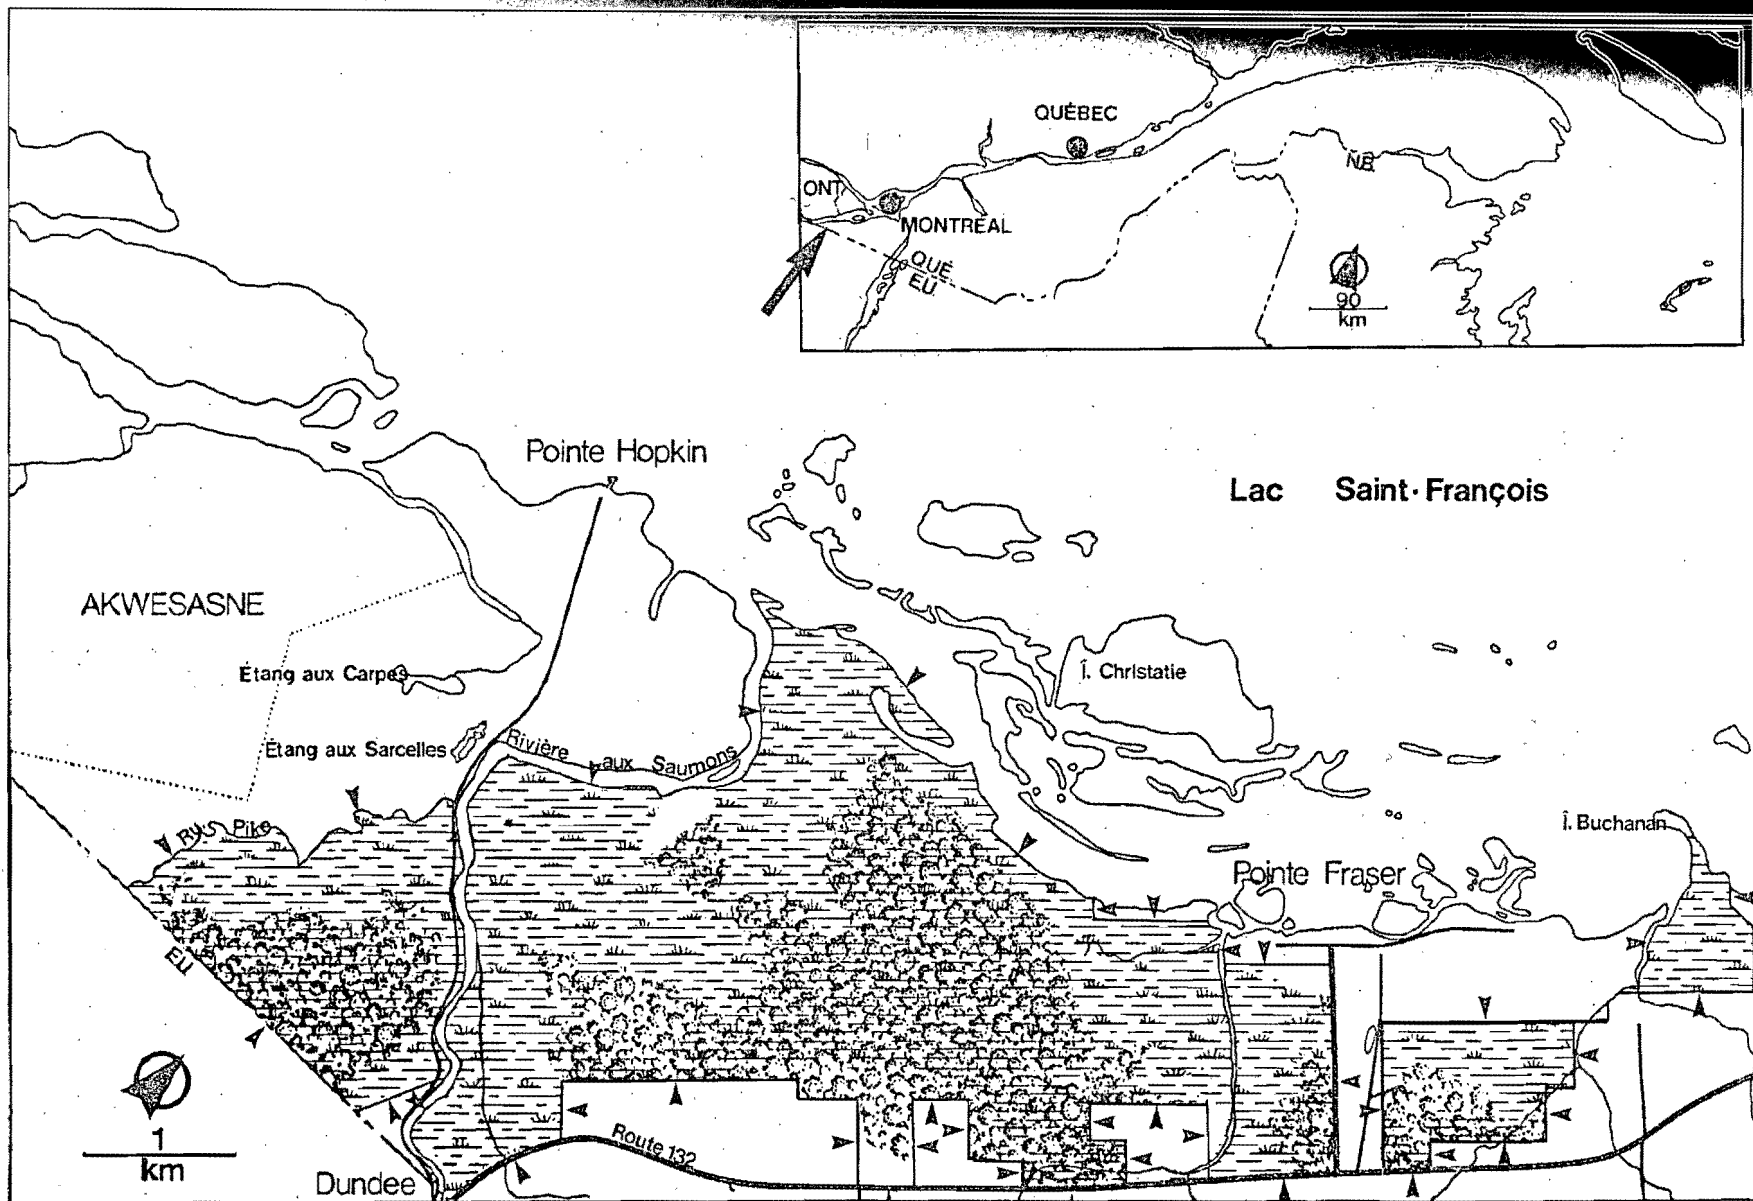 QUÉBEC
ONT
MONTRÉAL
N.B.
QUÉ
EU
90
km
Pointe Hopkin
Lac Saint-François
AKWESASNE
Étang aux Carpes
Î. Christatie
Étang aux Sarcelles
Rivière aux Saumons
Pike
Î. Buchanan
Pointe Fraser
EU
1
km
Route 132
Dundee